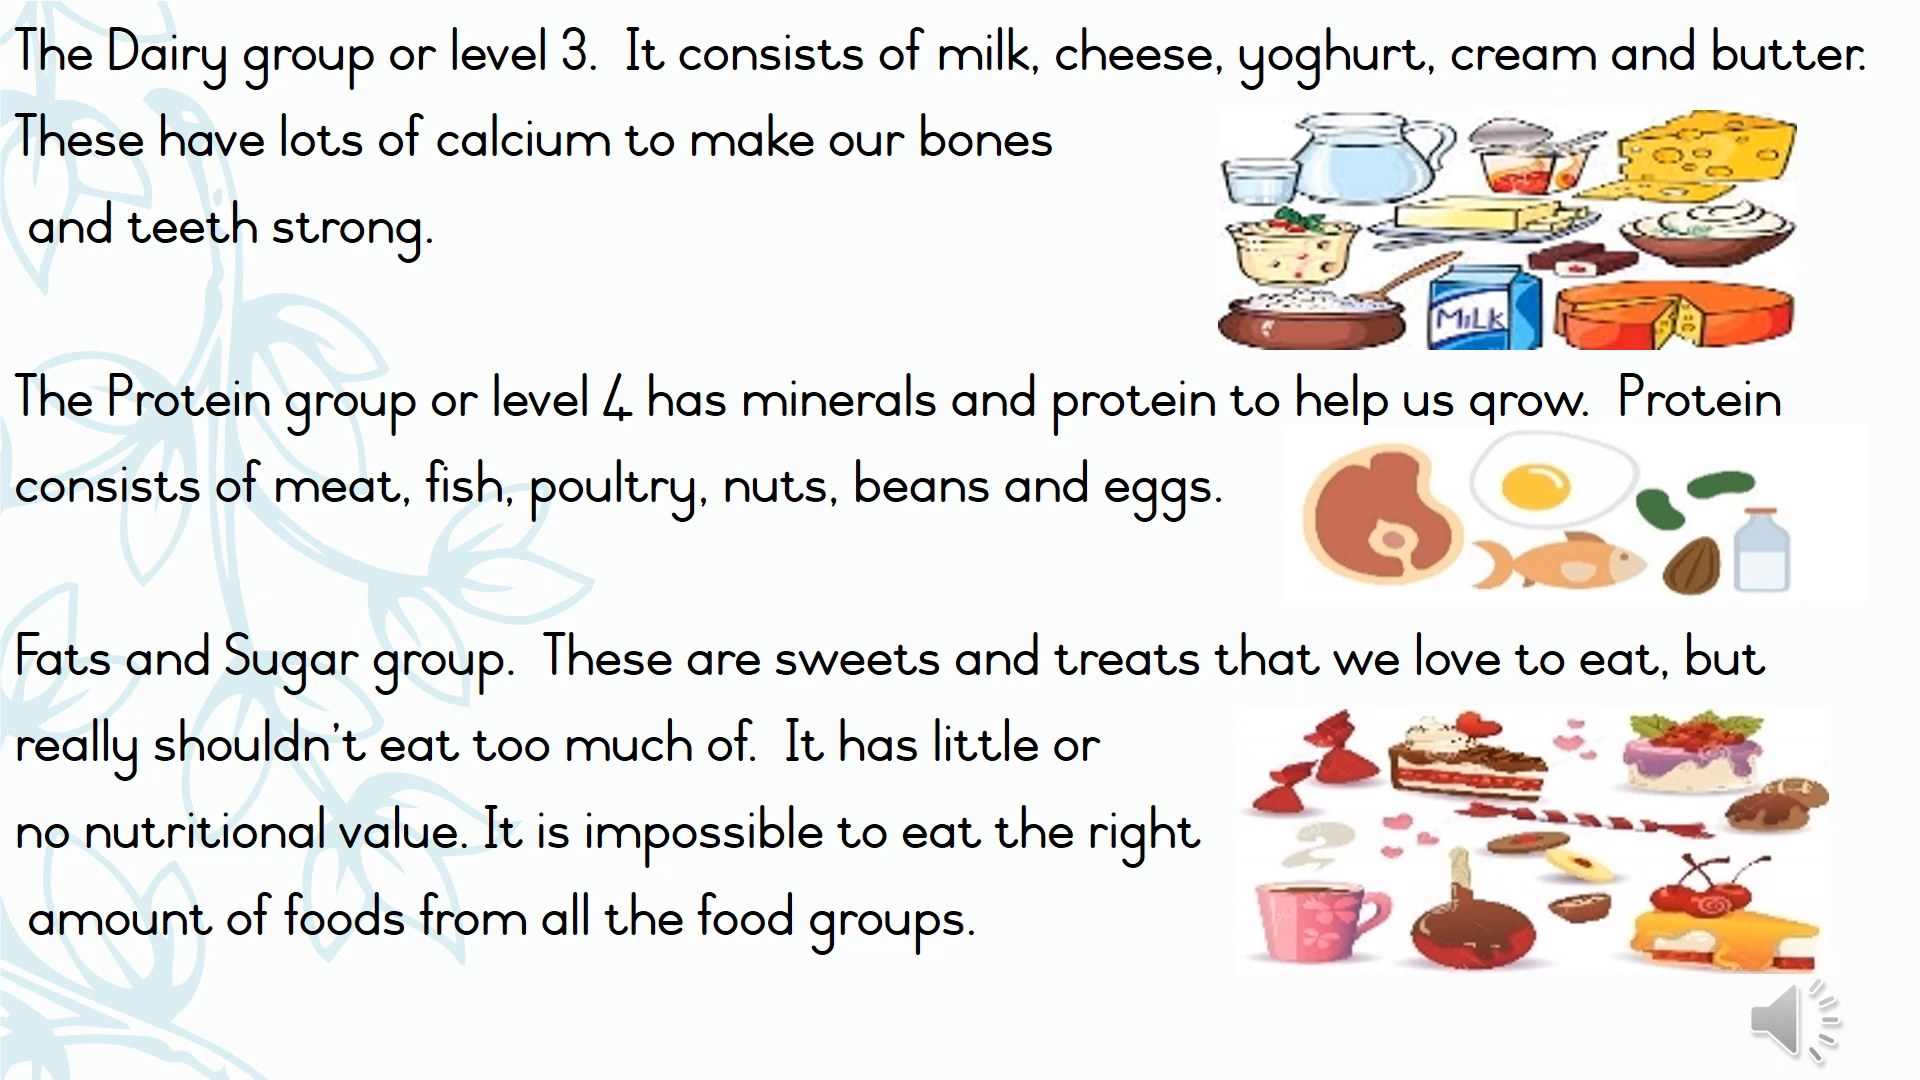 The Dairy group or level 3.  It consists of milk, cheese, yoghurt, cream and butter.
These have lots of calcium to make our bones
and teeth strong.
MiLK
The Protein group or level 4 has minerals and protein to help us grow.  Protein
consists of meat, fish, poultry, nuts, beans and eggs.
Fats and Sugar group.  These are sweets and treats that we love to eat, but
really shouldn't eat too much of.  It has little or
no nutritional value. It is impossible to eat the right
amount of foods from all the food groups.